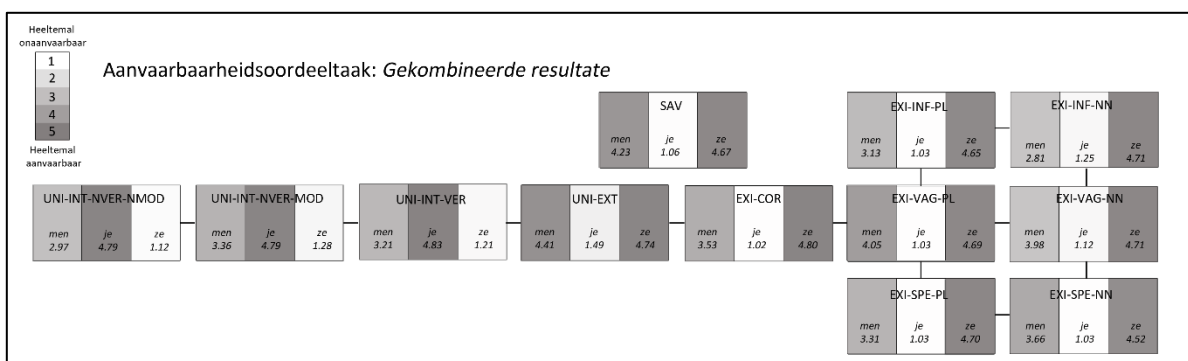 Heeltemal
onaanvaarbaar
1
2
3
4
5
Heeltemal
aanvaarbaar
Aanvaarbaarheidsoordeeltaak: Gekombineerde resultate
SAV
men je ze
4.23 1.06 4.67
EXI-INF-PL
men je ze
3.13 1.03 4.65
EXI-INF-NN
men je ze
2.81 1.25 4.71
UNI-INT-NVER-NMOD
men je ze
2.97 4.79 1.12
UNI-INT-NVER-MOD
men je ze
3.36 4.79 1.28
UNI-INT-VER
men je ze
3.21 4.83 1.21
UNI-EXT
men je ze
4.41 1.49 4.74
EXI-COR
men je ze
3.53 1.02 4.80
EXI-VAG-PL
men je ze
4.05 1.03 4.69
EXI-VAG-NN
men je ze
3.98 1.12 4.71
EXI-SPE-PL
men je ze
3.31 1.03 4.70
EXI-SPE-NN
men je ze
3.66 1.03 4.52